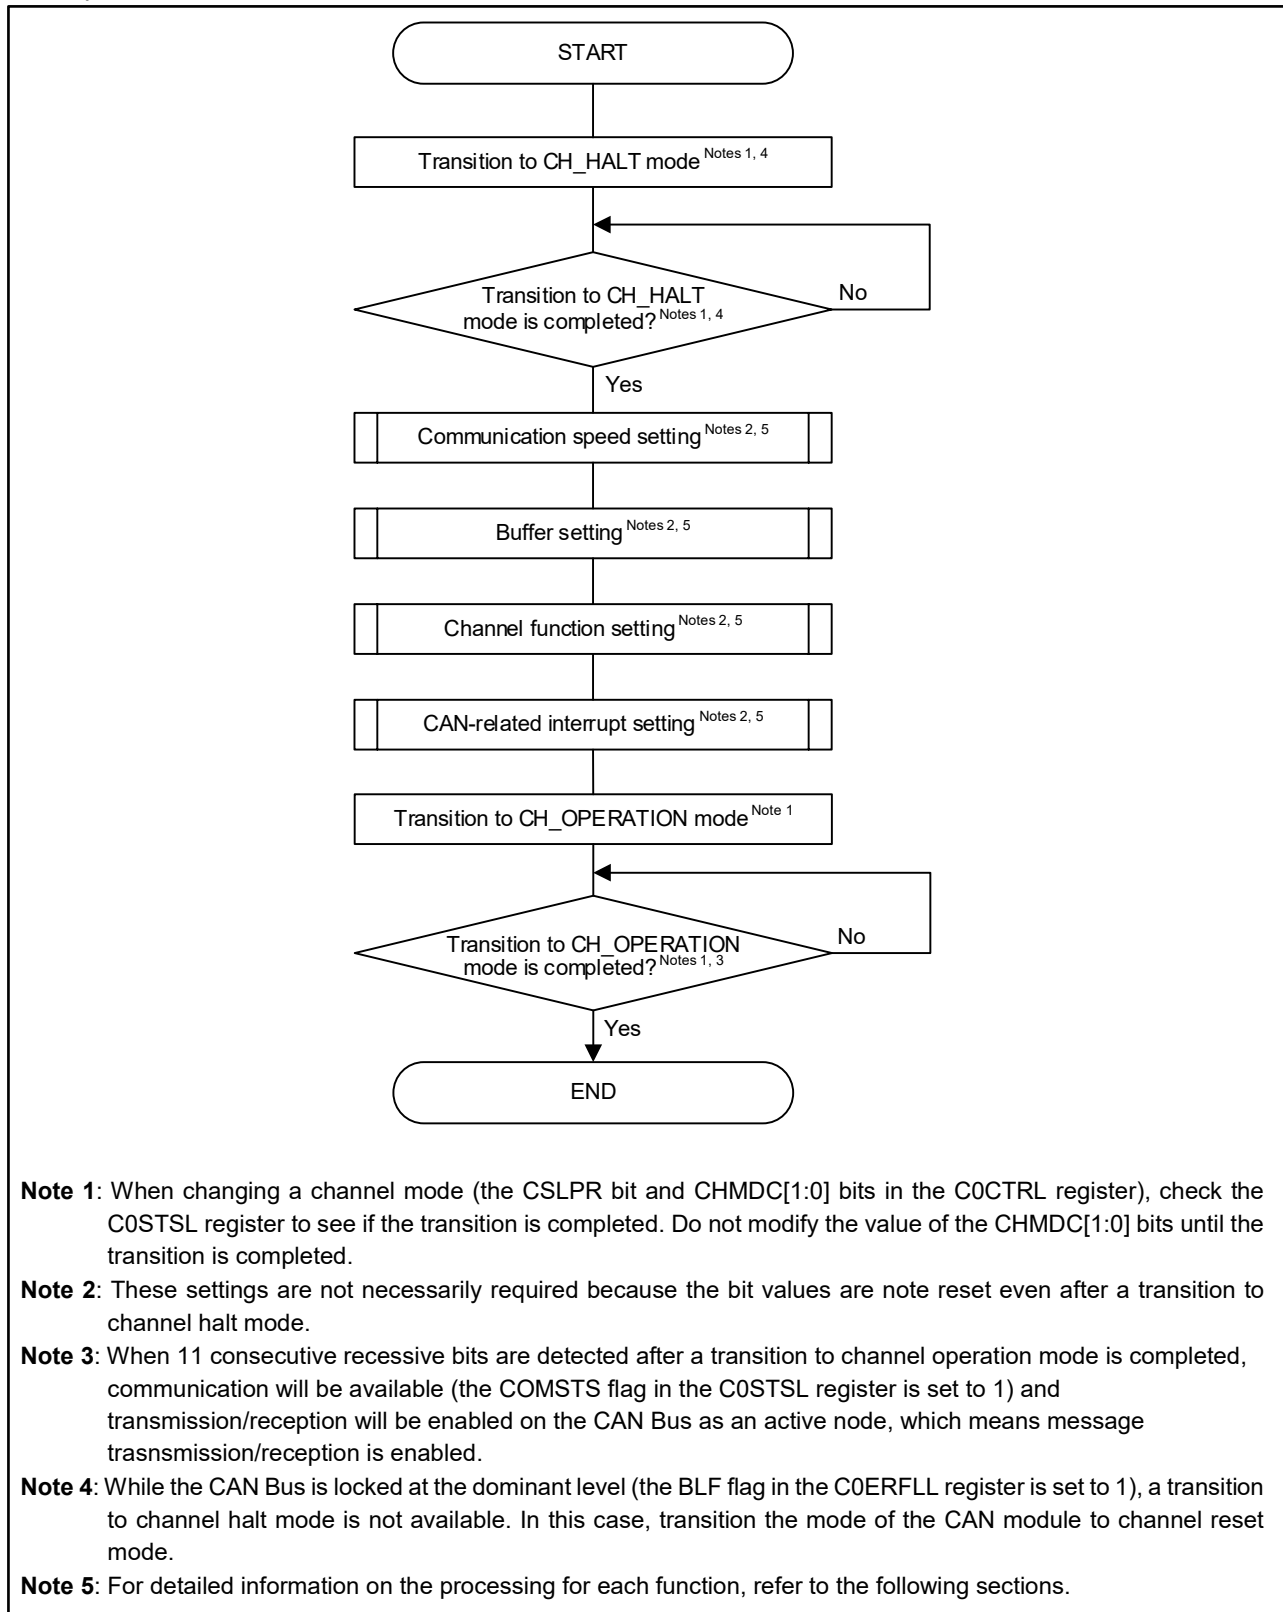 START
Transition to CH_HALT mode Notes 1, 4
Transition to CH_HALT
mode is completed? Notes 1, 4
No
Yes
Communication speed setting Notes 2, 5
Buffer setting Notes 2, 5
Channel function setting Notes 2, 5
CAN-related interrupt setting Notes 2, 5
Transition to CH_OPERATION mode Note 1
Transition to CH_OPERATION
mode is completed? Notes 1, 3
No
Yes
END
Note 1: When changing a channel mode (the CSLPR bit and CHMDC[1:0] bits in the C0CTRL register), check the
C0STSL register to see if the transition is completed. Do not modify the value of the CHMDC[1:0] bits until the
transition is completed.
Note 2: These settings are not necessarily required because the bit values are note reset even after a transition to
channel halt mode.
Note 3: When 11 consecutive recessive bits are detected after a transition to channel operation mode is completed,
communication will be available (the COMSTS flag in the C0STSL register is set to 1) and
transmission/reception will be enabled on the CAN Bus as an active node, which means message
trasnsmission/reception is enabled.
Note 4: While the CAN Bus is locked at the dominant level (the BLF flag in the C0ERFLL register is set to 1), a transition
to channel halt mode is not available. In this case, transition the mode of the CAN module to channel reset
mode.
Note 5: For detailed information on the processing for each function, refer to the following sections.